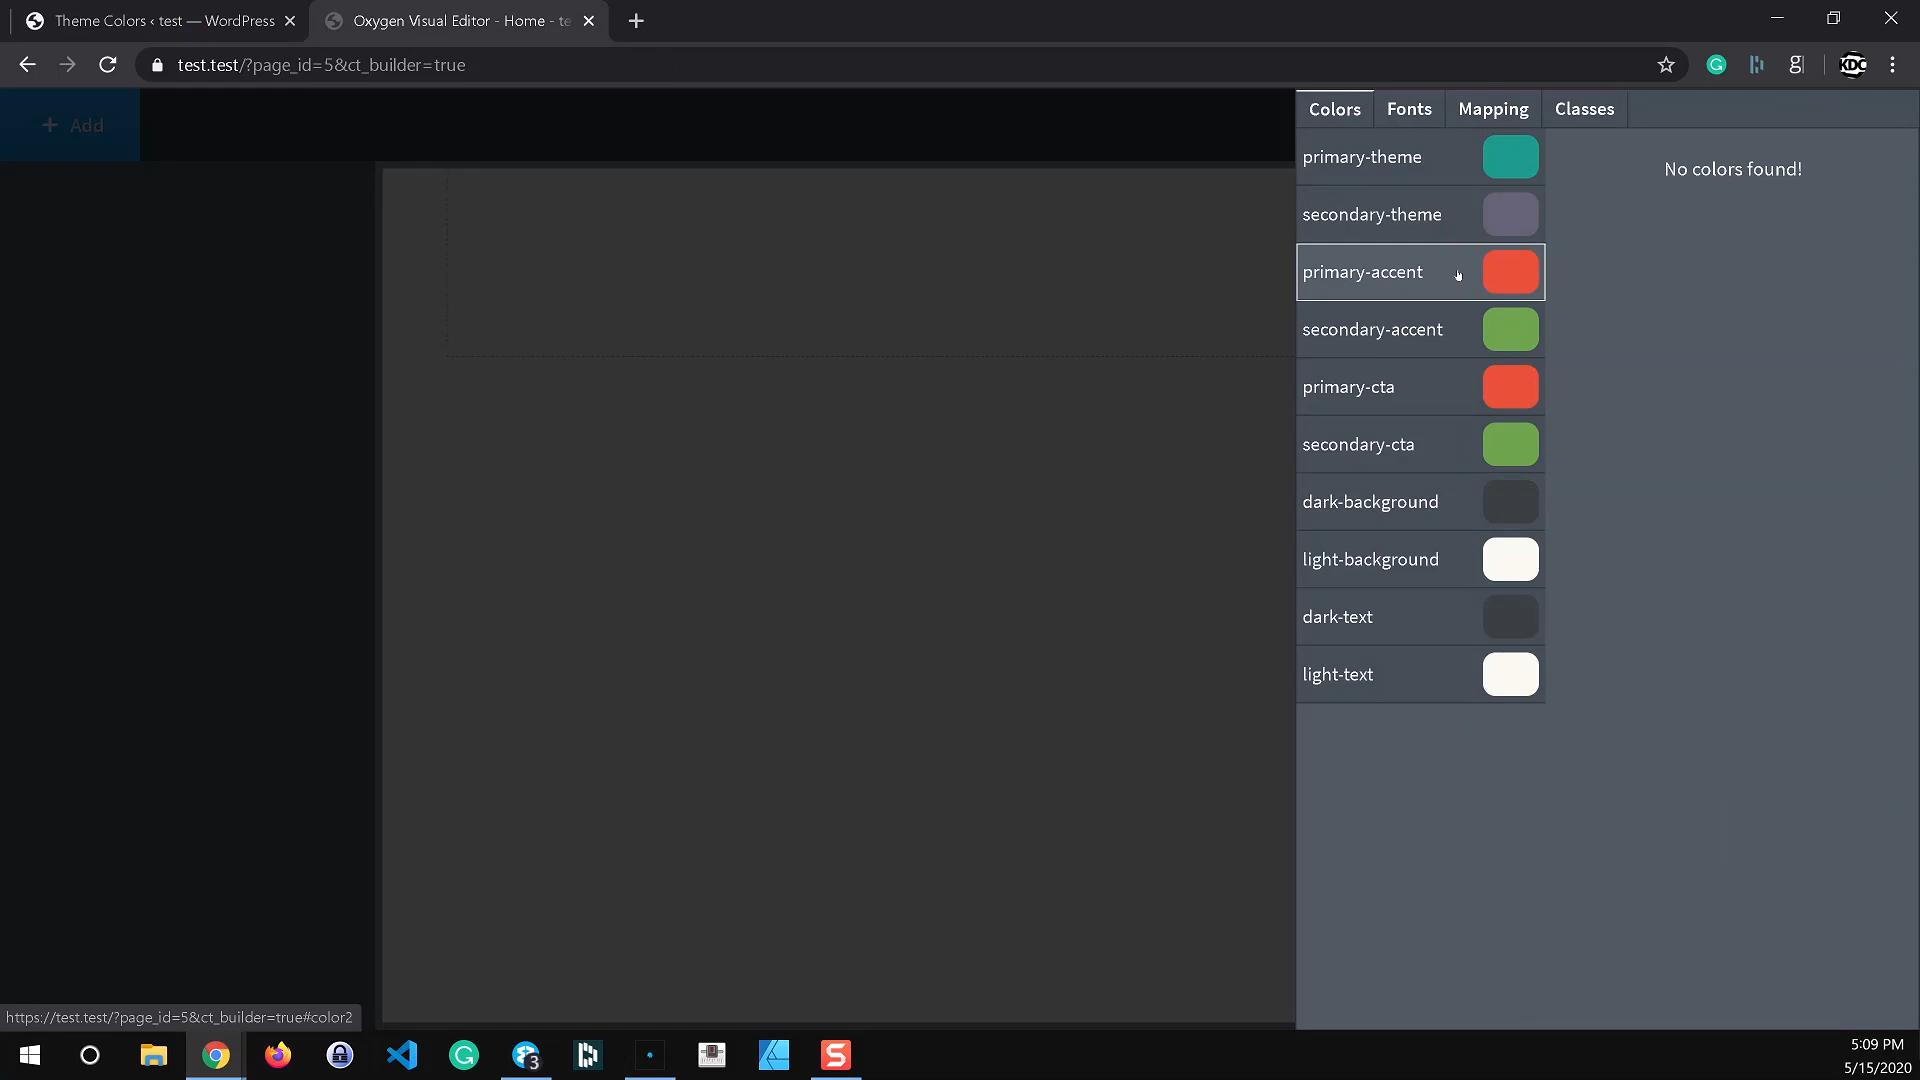 Theme Colors ‹ test — WordPress
Oxygen Visual Editor - Home - te
test.test/?page_id=5&ct_builder=true
KDC
+ Add
Colors
Fonts
Mapping
Classes
primary-theme
secondary-theme
primary-accent
secondary-accent
primary-cta
secondary-cta
dark-background
light-background
dark-text
light-text
No colors found!
https://test.test/?page_id=5&ct_builder=true#color2
3
5:09 PM
5/15/2020